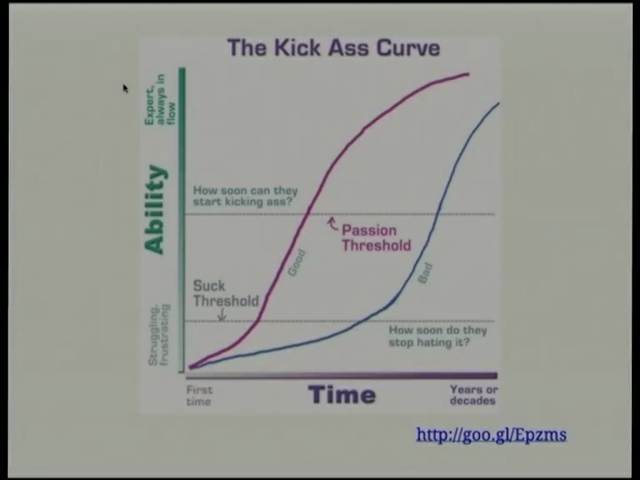 The Kick Ass Curve
Expert,
always in
flow
Ability
Struggling,
frustrating
How soon can they
start kicking ass?
Passion
Threshold
Good
Bad
Suck
Threshold
How soon do they
stop hating it?
First
time
Time
Years or
decades
http://goo.gl/Epzms